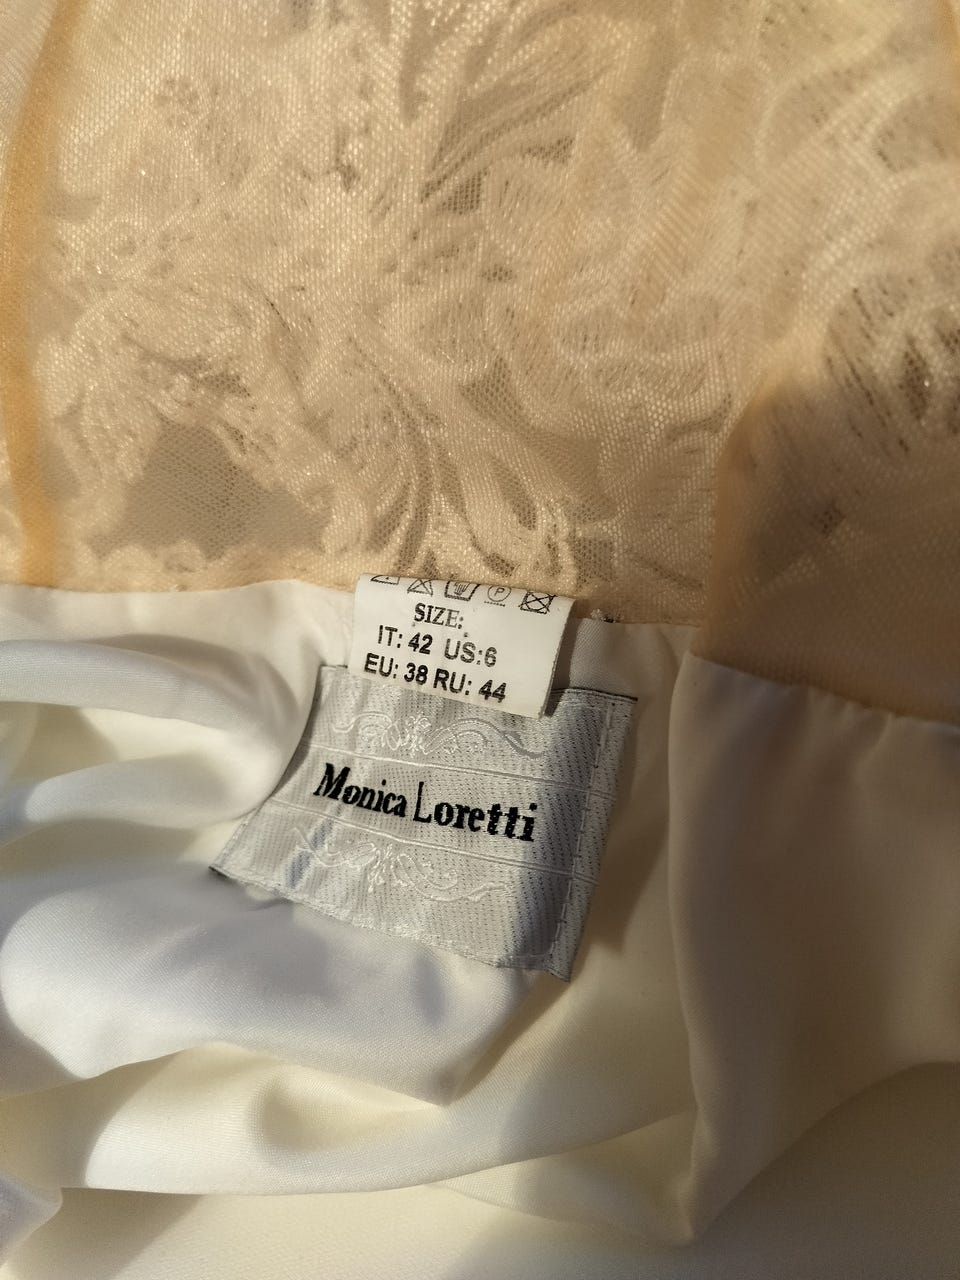 SIZE:
IT: 42 US:6
EU: 38 RU: 44
Monica Loretti